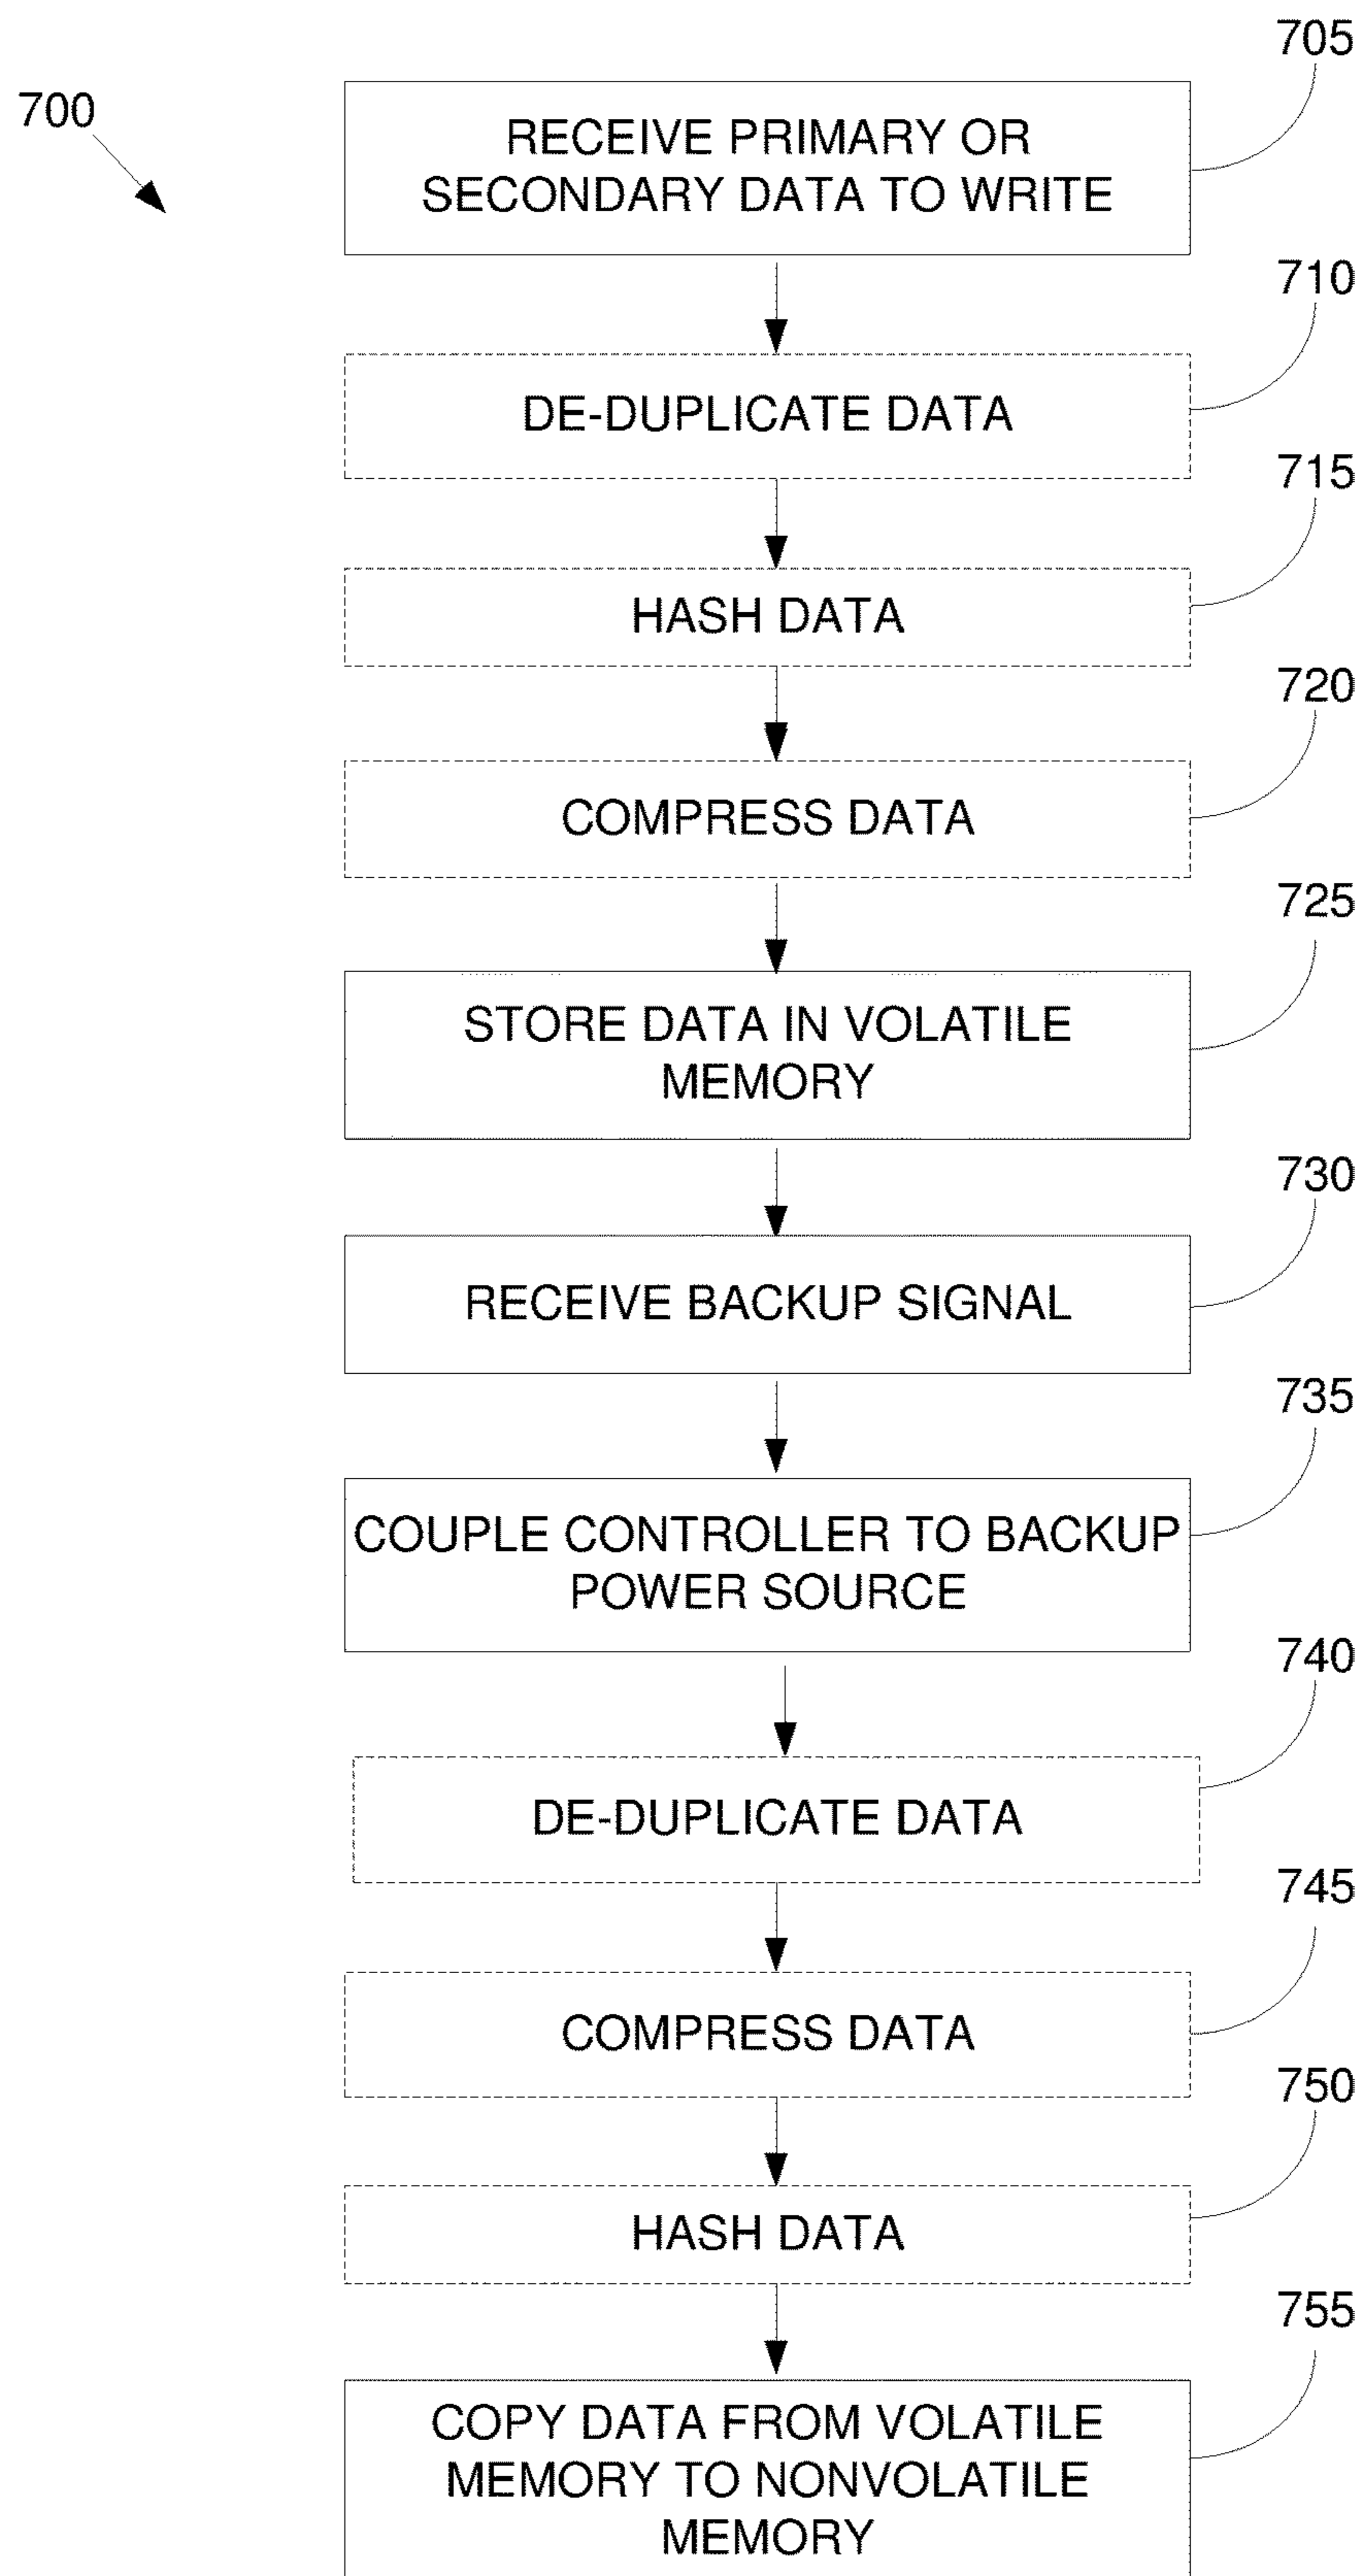 705
700
RECEIVE PRIMARY OR
SECONDARY DATA TO WRITE
710
DE-DUPLICATE DATA
715
HASH DATA
720
COMPRESS DATA
725
STORE DATA IN VOLATILE
MEMORY
730
RECEIVE BACKUP SIGNAL
735
COUPLE CONTROLLER TO BACKUP
POWER SOURCE
740
DE-DUPLICATE DATA
745
COMPRESS DATA
750
HASH DATA
755
COPY DATA FROM VOLATILE
MEMORY TO NONVOLATILE
MEMORY